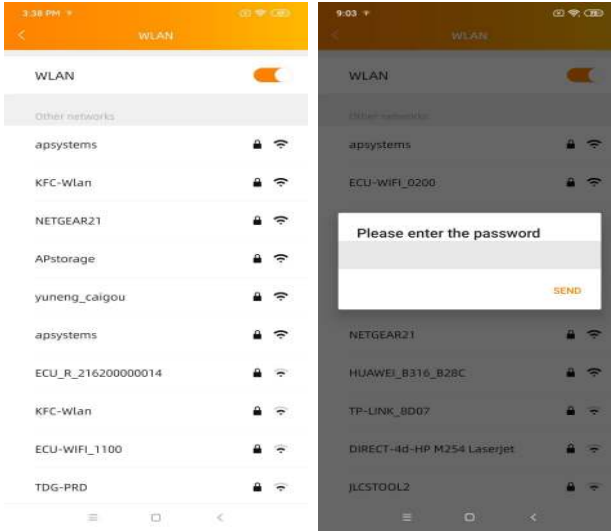 3:38 PM
WLAN
WLAN
Other networks
apsystems
KFC-Wlan
NETGEAR21
APstorage
yuneng_caigou
apsystems
ECU_R_216200000014
KFC-Wlan
ECU-WIFI_1100
TDG-PRD
9:03
WLAN
WLAN
Other networks
apsystems
ECU-WIFI_0200
Please enter the password
SEND
NETGEAR21
HUAWEI_B316_B28C
TP-LINK_8D07
DIRECT-4d-HP M254 Laserjet
JLCSTOOL2